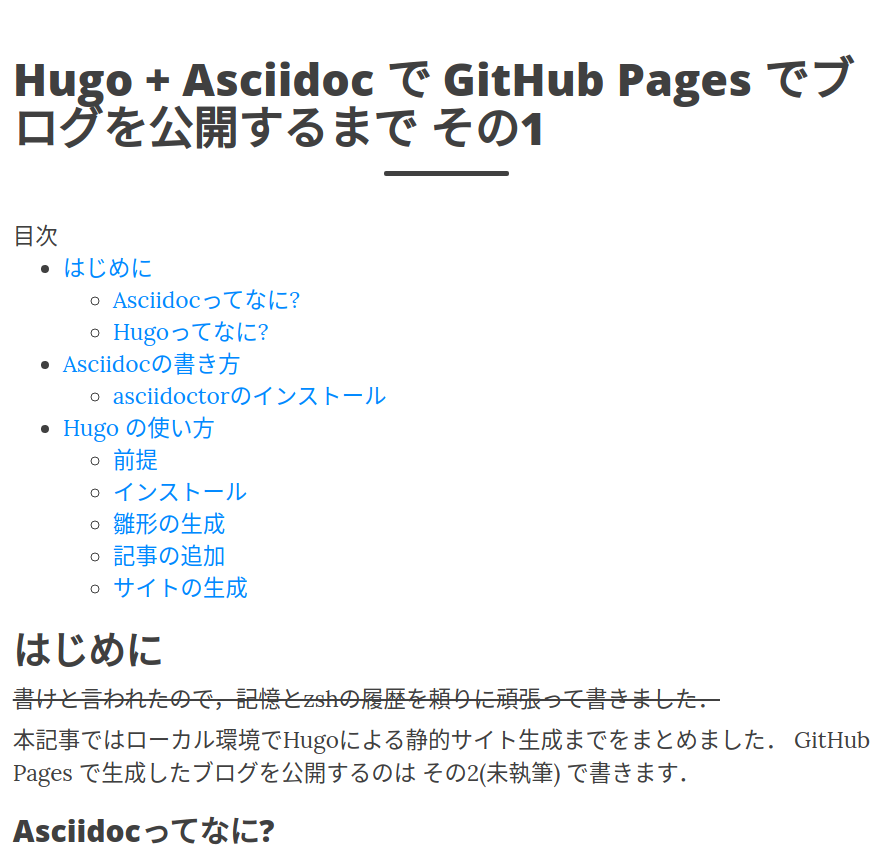 Hugo + Asciidoc で GitHub Pages でブ
ログを公開するまで その1
目次
はじめに
Asciidocってなに?
Hugoってなに?
Asciidocの書き方
asciidoctorのインストール
Hugo の使い方
前提
インストール
雛形の生成
記事の追加
サイトの生成
はじめに
書けと言われたので，記憶とzshの履歴を頼りに頑張って書きました．
本記事ではローカル環境でHugoによる静的サイト生成までをまとめました． GitHub
Pages で生成したブログを公開するのは その2(未執筆) で書きます．
Asciidocってなに?